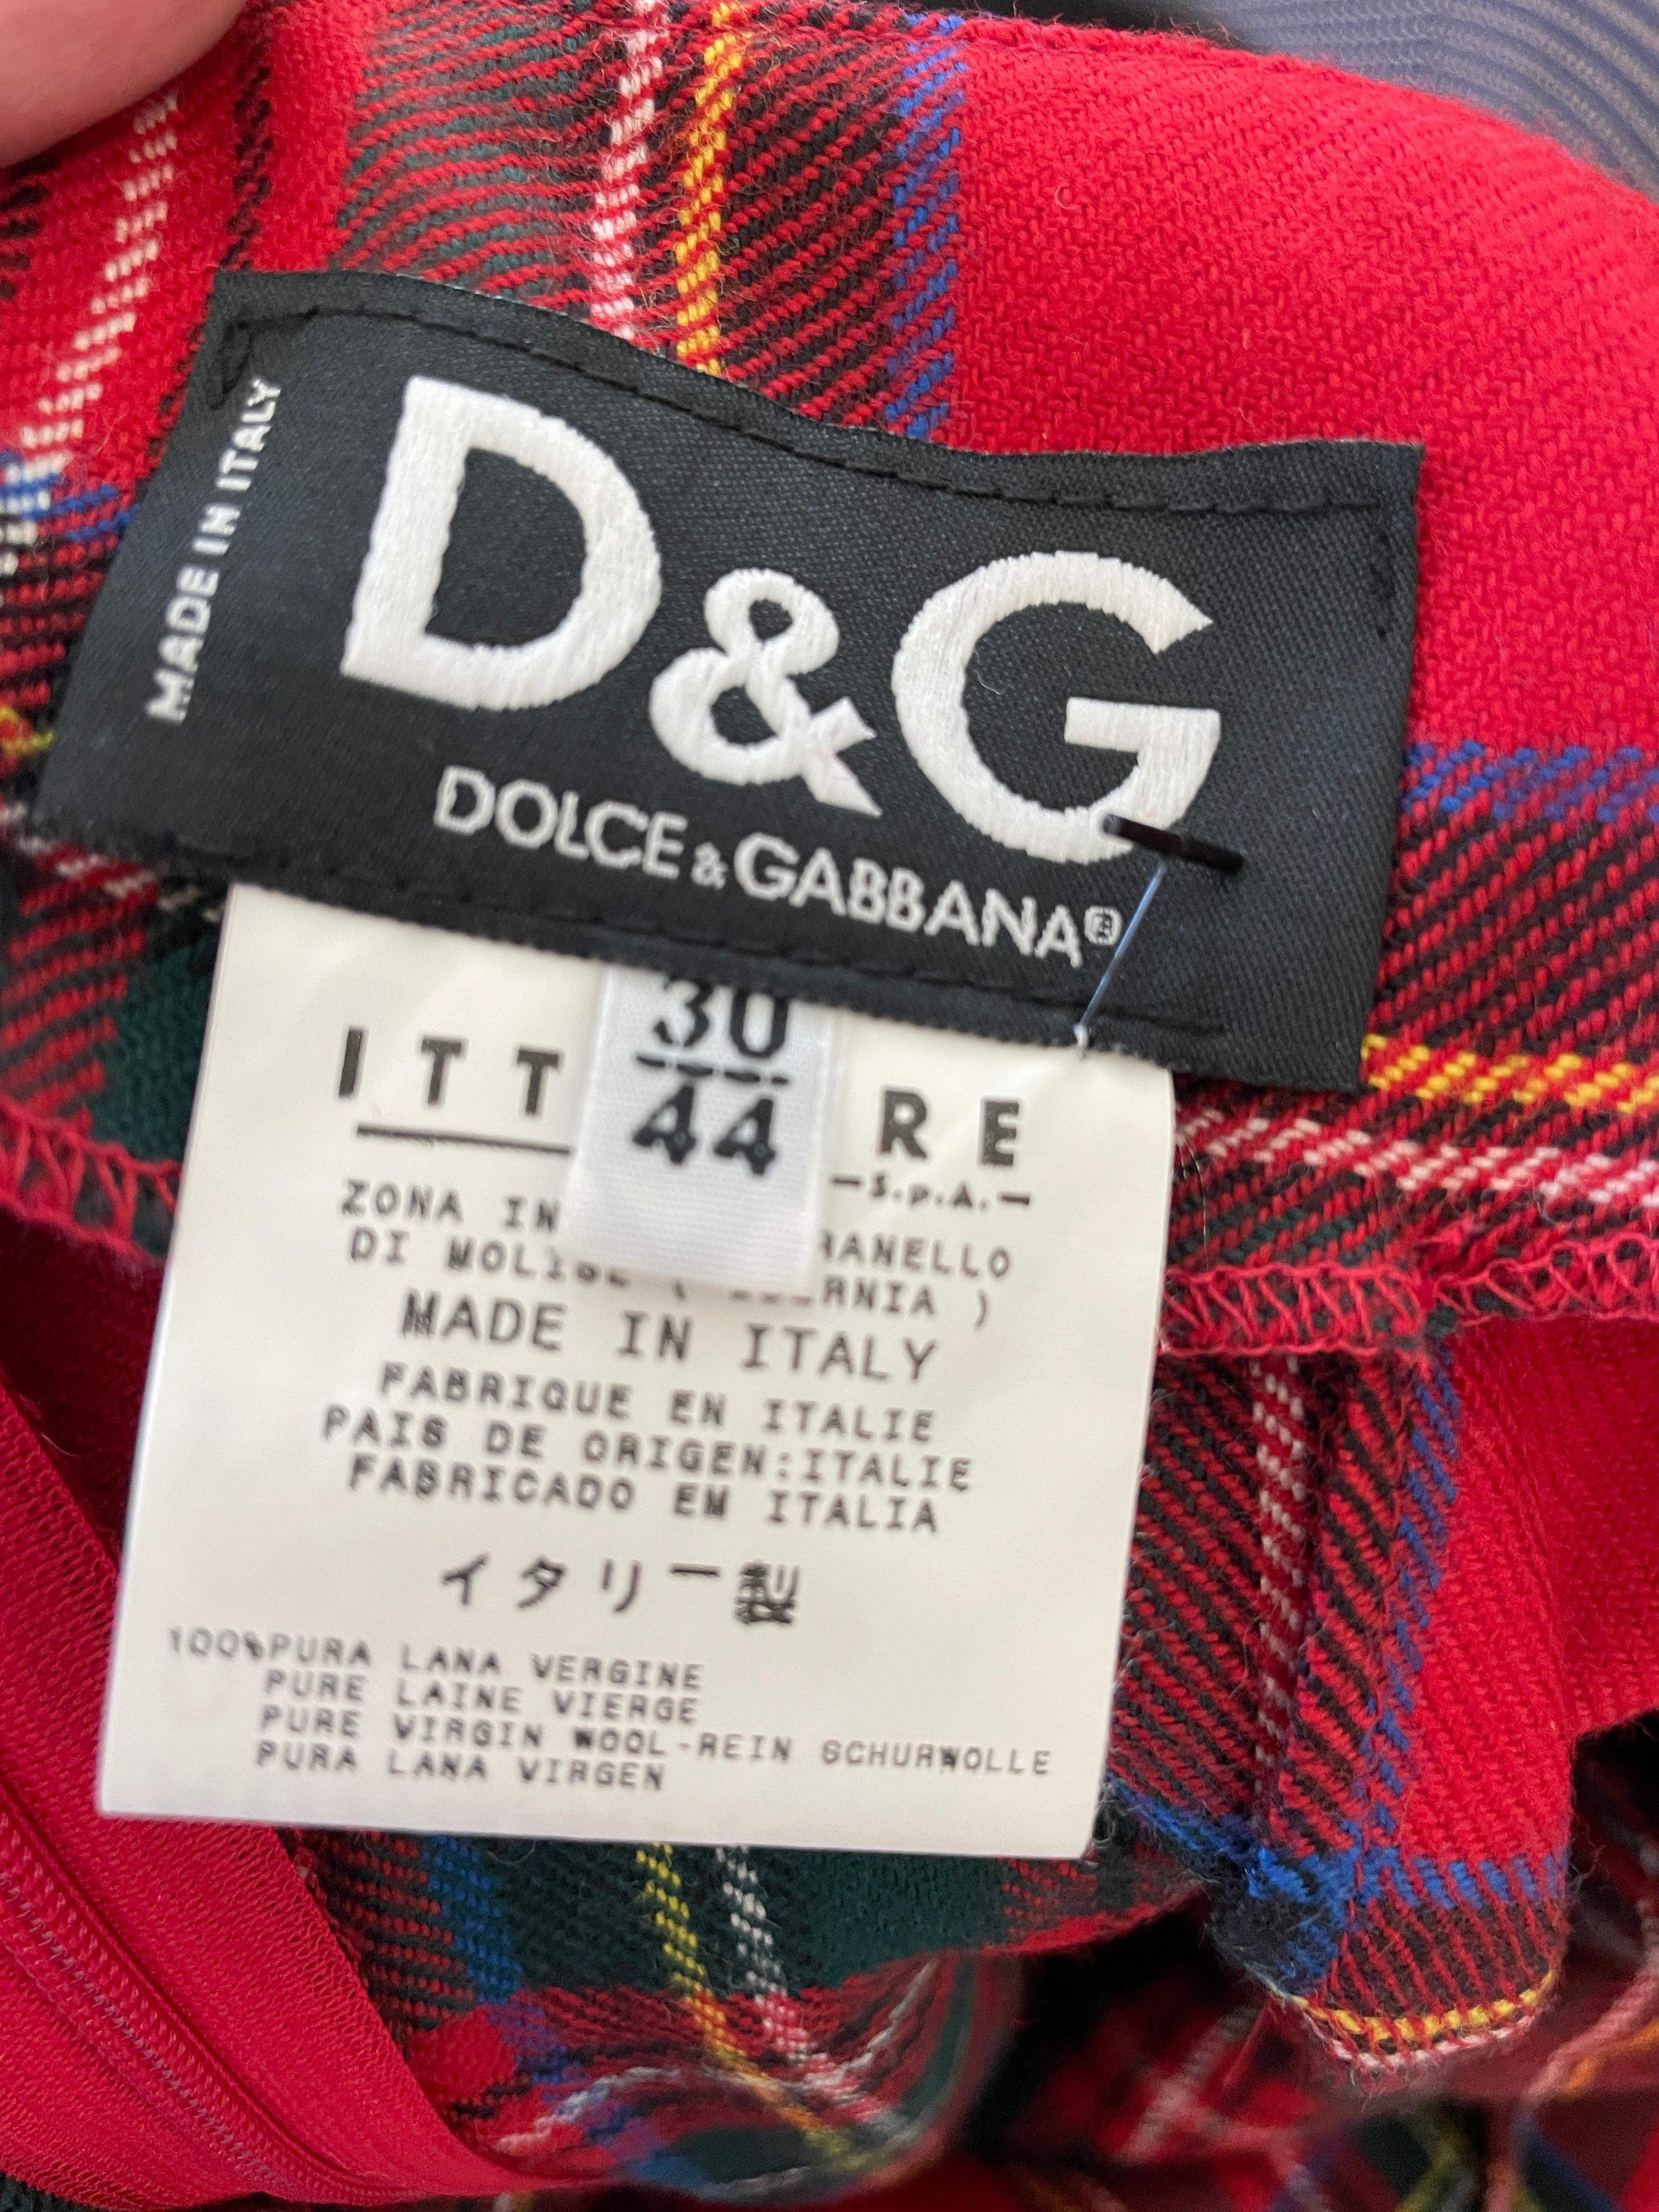 MADE IN ITALY
D&G
DOLCE & GABBANA®
30
44
ITT RE
S.p.A.
ZONA IN
DI MOLISE ( RNIA )
MADE IN ITALY
FABRIQUE EN ITALIE
PAIS DE ORIGEN:ITALIE
FABRICADO EM ITALIA
イタリー製
100%PURA LANA VERGINE
PURE LAINE VIERGE
PURE VIRGIN WOOL-REIN SCHURWOLLE
PURA LANA VIRGEN